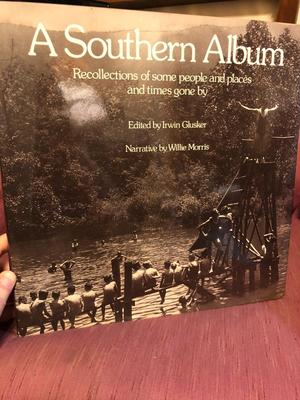 A Southern Album
Recollections of some people and places
and times gone by
Edited by Irwin Glusker
Narrative by Willie Morris